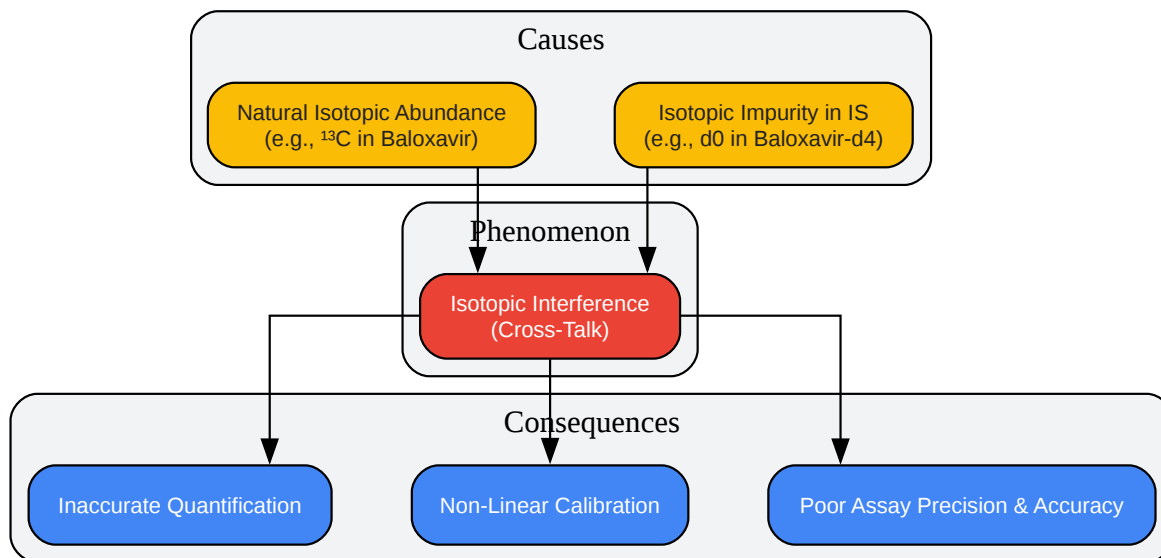 Causes
Natural Isotopic Abundance
(e.g., ¹³C in Baloxavir)
Isotopic Impurity in IS
(e.g., d0 in Baloxavir-d4)
Phenomenon
Isotopic Interference
(Cross-Talk)
Consequences
Inaccurate Quantification
Non-Linear Calibration
Poor Assay Precision & Accuracy